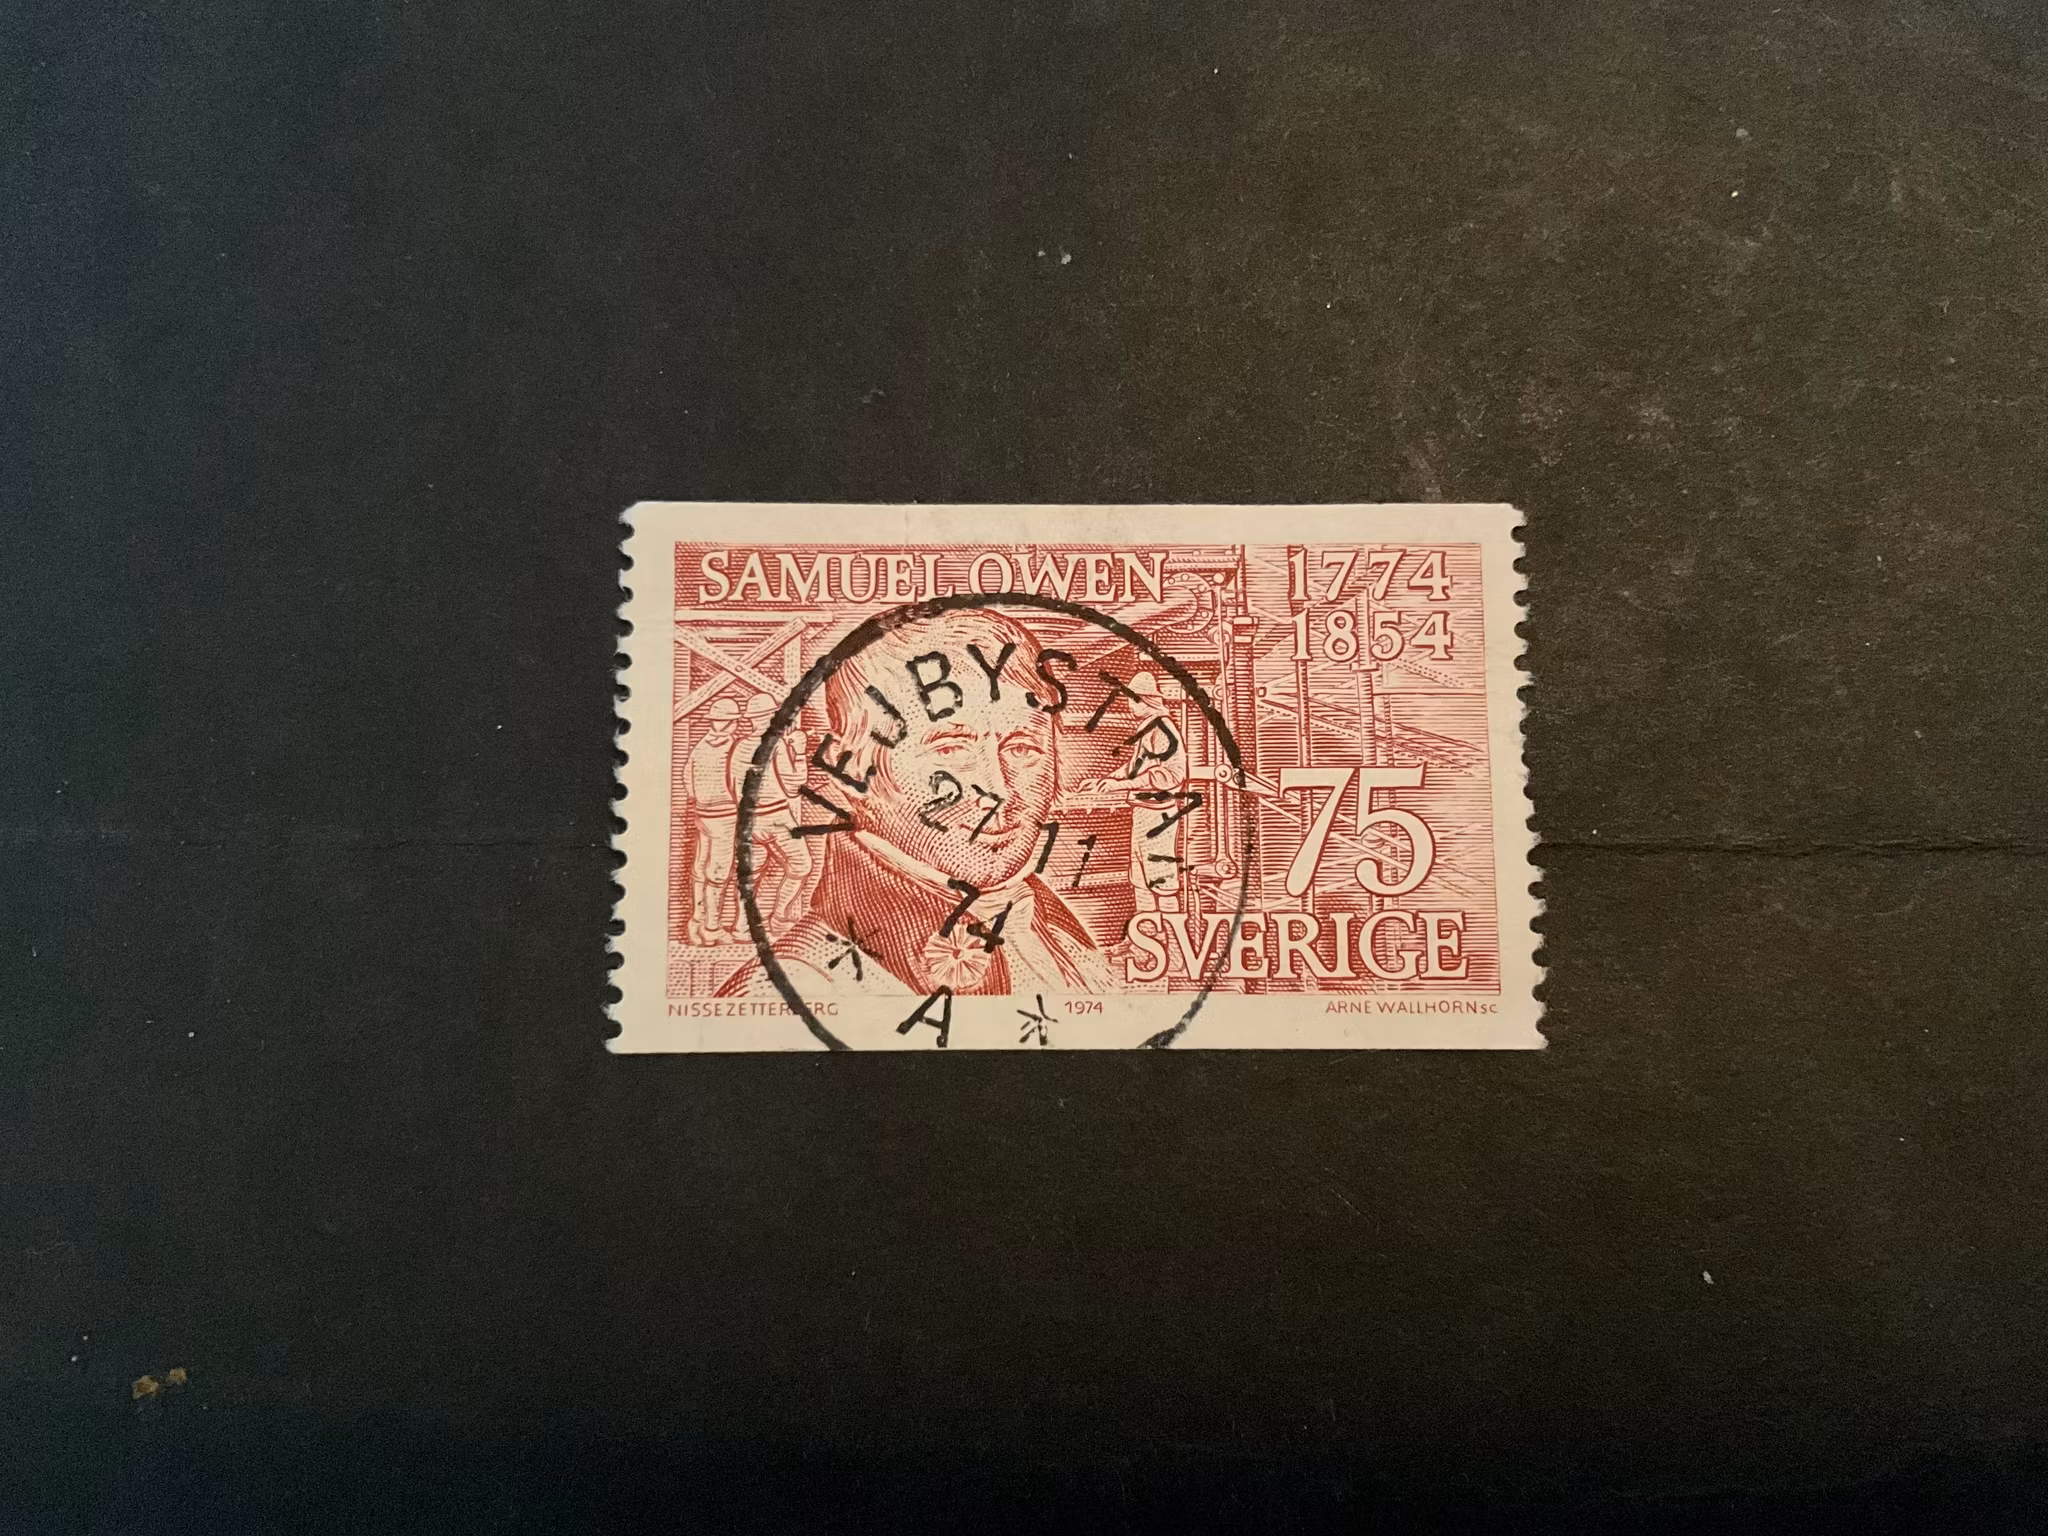 SAMUEL OWEN
1774
1854
VEJBYSTRAND
27 11
74
* A *
75
SVERIGE
NISSE ZETTERBERG
1974
ARNE WALLHORN SC